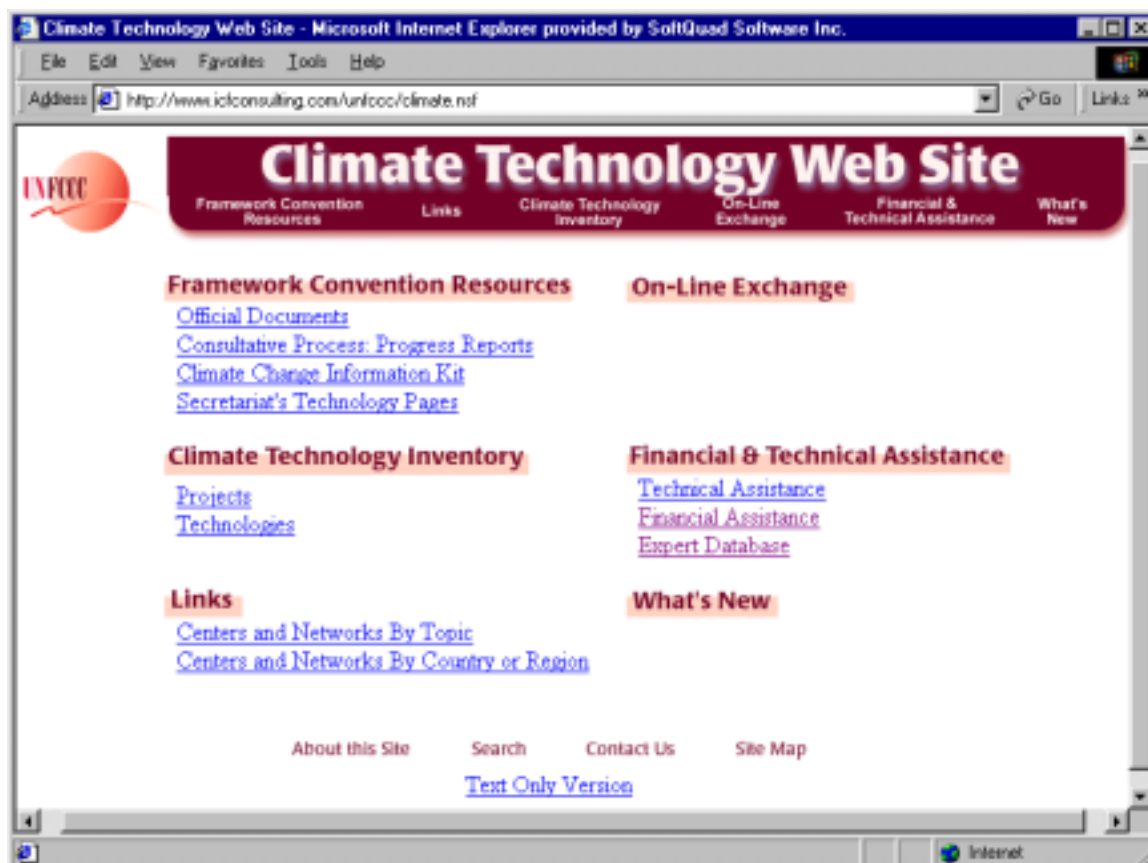 Climate Technology Web Site - Microsoft Internet Explorer provided by SoftQuad Software Inc.
File Edit View Favorites Tools Help
Address http://www.icfconsulting.com/unfccc/climate.nsf Go Links »
UNFCCC
Climate Technology Web Site
Framework Convention Resources Links Climate Technology Inventory On-Line Exchange Financial & Technical Assistance What's New
Framework Convention Resources
Official Documents
Consultative Process: Progress Reports
Climate Change Information Kit
Secretariat's Technology Pages
On-Line Exchange
Climate Technology Inventory
Projects
Technologies
Financial & Technical Assistance
Technical Assistance
Financial Assistance
Expert Database
Links
Centers and Networks By Topic
Centers and Networks By Country or Region
What's New
About this Site Search Contact Us Site Map
Text Only Version
Internet